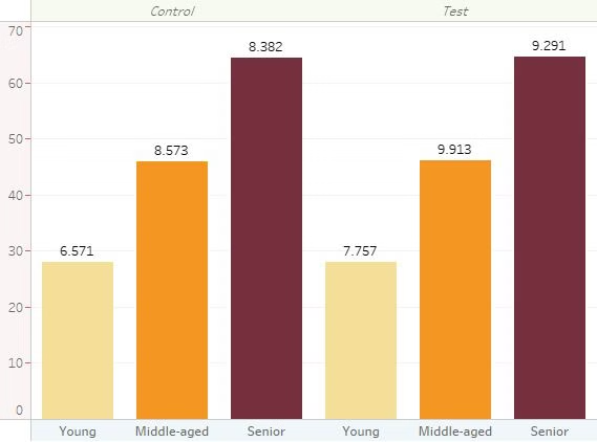 Control Test
70
60
50
40
30
20
10
0
6.571 8.573 8.382 7.757 9.913 9.291
Young Middle-aged Senior Young Middle-aged Senior